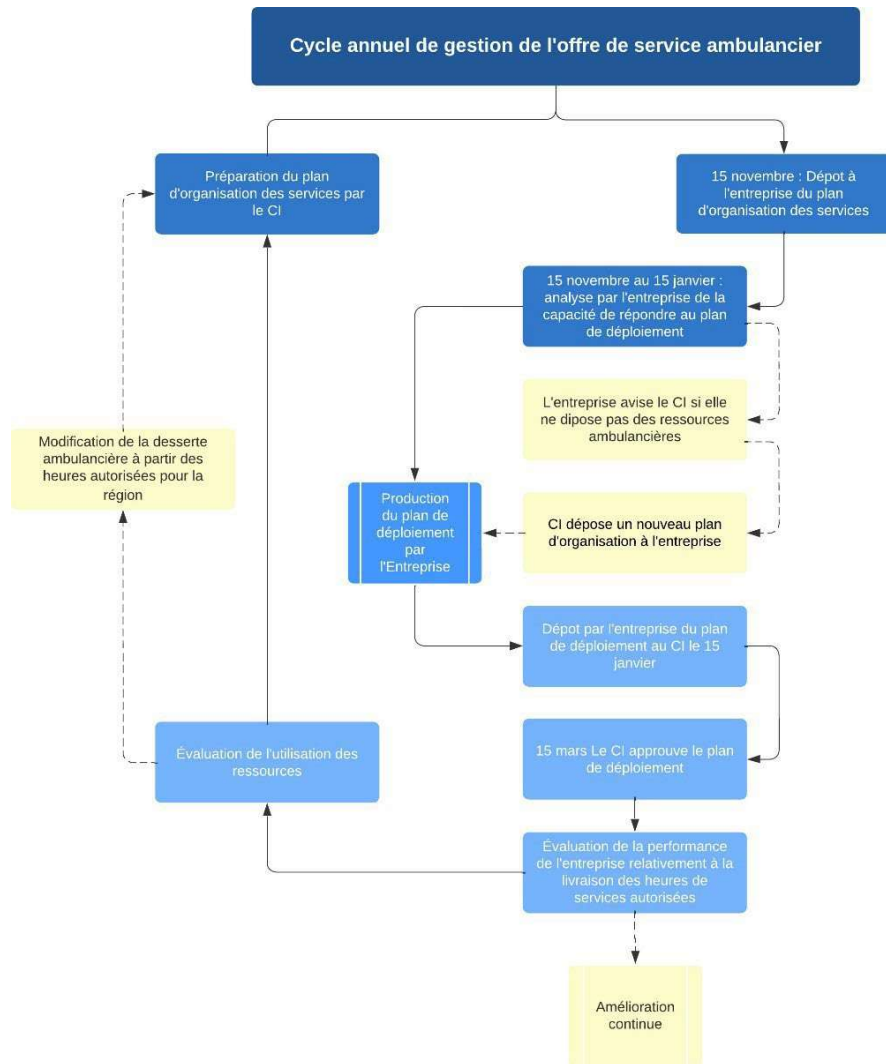 Cycle annuel de gestion de l'offre de service ambulancier
Préparation du plan
d'organisation des services par
le CI
15 novembre : Dépot à
l'entreprise du plan
d'organisation des services
15 novembre au 15 janvier :
analyse par l'entreprise de la
capacité de répondre au plan
de déploiement
L'entreprise avise le CI si elle
ne dipose pas des ressources
ambulancières
Modification de la desserte
ambulancière à partir des
heures autorisées pour la
région
Production
du plan de
déploiement
par
l'Entreprise
CI dépose un nouveau plan
d'organisation à l'entreprise
Dépot par l'entreprise du plan
de déploiement au CI le 15
janvier
Évaluation de l'utilisation des
ressources
15 mars Le CI approuve le plan
de déploiement
Évaluation de la performance
de l'entreprise relativement à la
livraison des heures de
services autorisées
Amélioration
continue